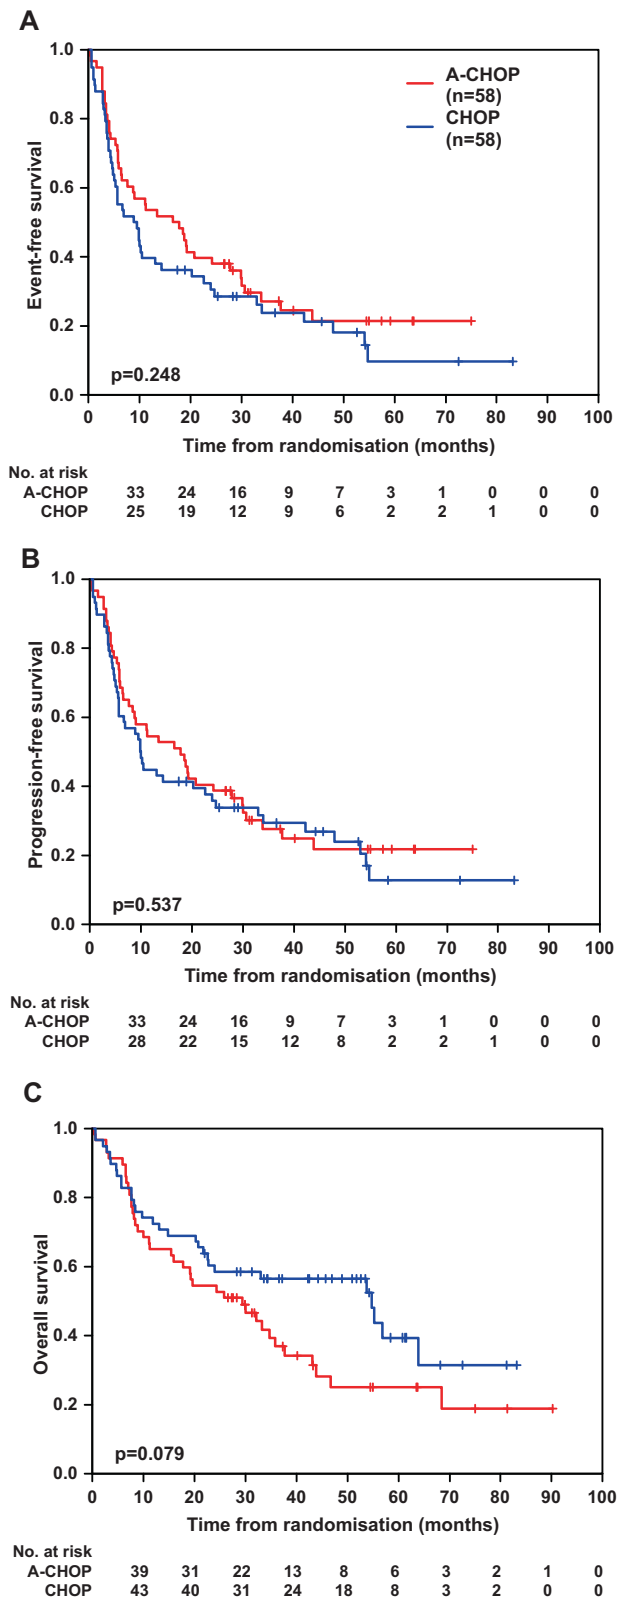 A
1.0
0.8
0.6
0.4
0.2
0.0
Event-free survival
A-CHOP
(n=58)
CHOP
(n=58)
p=0.248
0 10 20 30 40 50 60 70 80 90 100
Time from randomisation (months)
No. at risk
A-CHOP 33 24 16 9 7 3 1 0 0 0
CHOP 25 19 12 9 6 2 2 1 0 0
B
1.0
0.8
0.6
0.4
0.2
0.0
Progression-free survival
p=0.537
0 10 20 30 40 50 60 70 80 90 100
Time from randomisation (months)
No. at risk
A-CHOP 33 24 16 9 7 3 1 0 0 0
CHOP 28 22 15 12 8 2 2 1 0 0
C
1.0
0.8
0.6
0.4
0.2
0.0
Overall survival
p=0.079
0 10 20 30 40 50 60 70 80 90 100
Time from randomisation (months)
No. at risk
A-CHOP 39 31 22 13 8 6 3 2 1 0
CHOP 43 40 31 24 18 8 3 2 0 0